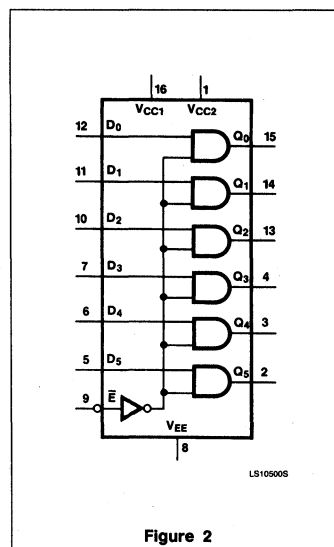 16 1
VCC1 VCC2
12 D0 Q0 15
11 D1 Q1 14
10 D2 Q2 13
7 D3 Q3 4
6 D4 Q4 3
5 D5 Q5 2
9 E̅
VEE
8
LS10500S
Figure 2